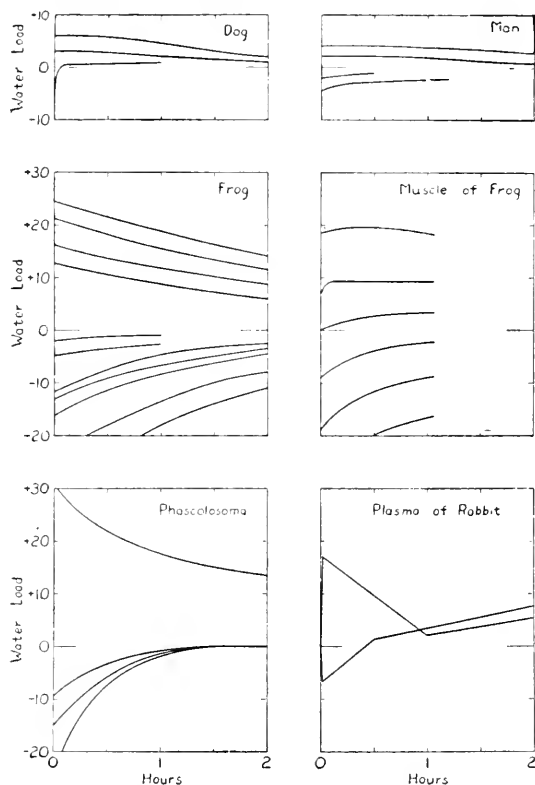 +10
Dog
Man
Water Load
0
-10
+30
Frog
Muscle of Frog
+20
+10
Water Load
0
-10
-20
+30
Phascolosoma
Plasma of Rabbit
+20
+10
Water Load
0
-10
-20
0
1
2
0
1
2
Hours
Hours